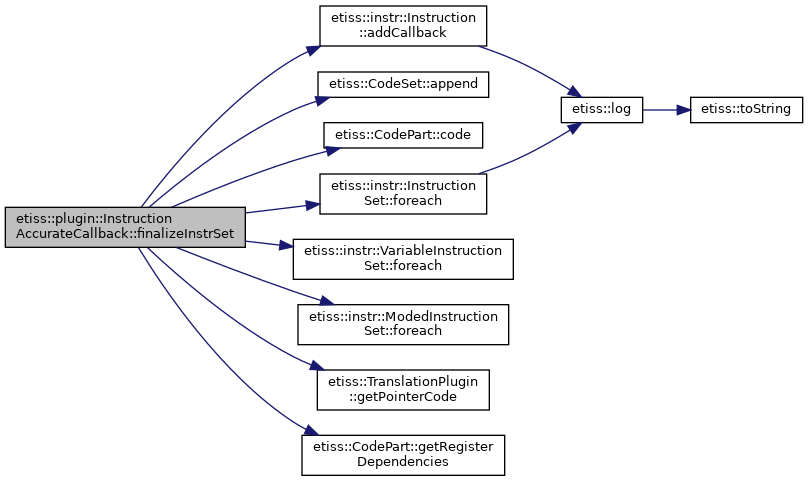 etiss::plugin::Instruction
AccurateCallback::finalizeInstrSet
etiss::instr::Instruction
::addCallback
etiss::CodeSet::append
etiss::CodePart::code
etiss::instr::Instruction
Set::foreach
etiss::instr::VariableInstruction
Set::foreach
etiss::instr::ModedInstruction
Set::foreach
etiss::TranslationPlugin
::getPointerCode
etiss::CodePart::getRegister
Dependencies
etiss::log
etiss::toString